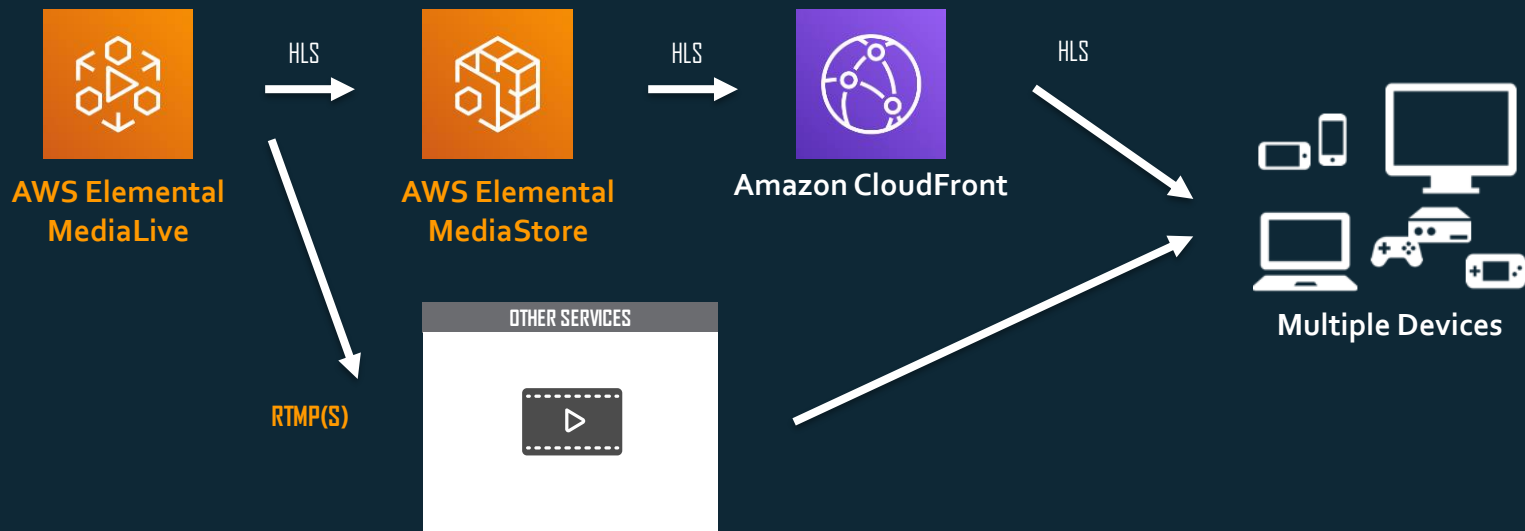 HLS
HLS
HLS
AWS Elemental
MediaLive
AWS Elemental
MediaStore
Amazon CloudFront
OTHER SERVICES
RTMP(S)
Multiple Devices